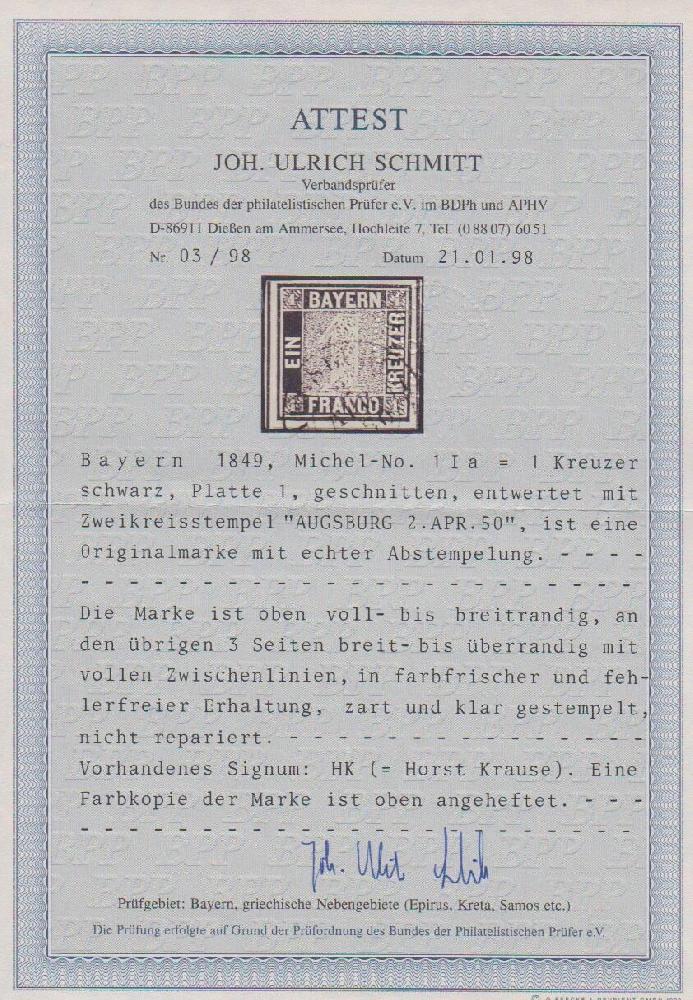 ATTEST
JOH. ULRICH SCHMITT
Verbandsprüfer
des Bundes der philatelistischen Prüfer e.V. im BDPh und APHV
D-86911 Dießen am Ammersee, Hochleite 7, Tel. (08807) 6051
Nr. 03 / 98 Datum 21.01.98
BAYERN
EIN
KREUZER
FRANCO
Bayern 1849, Michel-No. 1 I a = 1 Kreuzer
schwarz, Platte 1, geschnitten, entwertet mit
Zweikreisstempel "AUGSBURG 2.APR.50", ist eine
Originalmarke mit echter Abstempelung. - - - -
- - - - - - - - - - - - - - - - - - -
Die Marke ist oben voll- bis breitrandig, an
den übrigen 3 Seiten breit- bis überrandig mit
vollen Zwischenlinien, in farbfrischer und feh-
lerfreier Erhaltung, zart und klar gestempelt,
nicht repariert. - - - - - - - - - - - -
Vorhandenes Signum: HK (= Horst Krause). Eine
Farbkopie der Marke ist oben angeheftet. - - -
- - - - - - - - - - - - - - - - - - -
Prüfgebiet: Bayern, griechische Nebengebiete (Epirus, Kreta, Samos etc.)
Die Prüfung erfolgte auf Grund der Prüfordnung des Bundes der Philatelistischen Prüfer e.V.